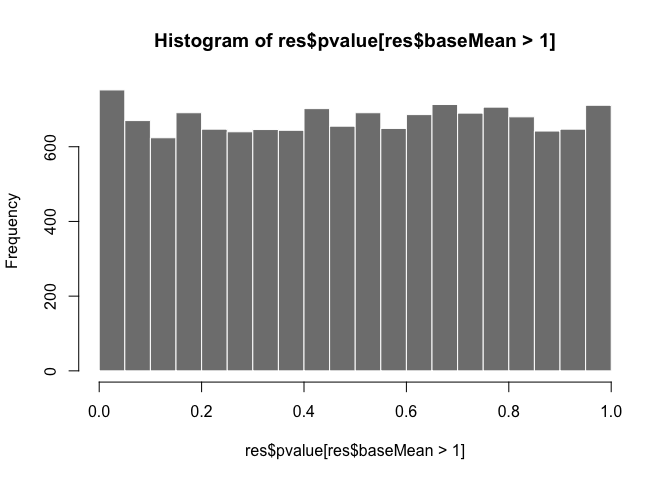 Histogram of res$pvalue[res$baseMean > 1]
Frequency
600
400
200
0
0.0 0.2 0.4 0.6 0.8 1.0
res$pvalue[res$baseMean > 1]